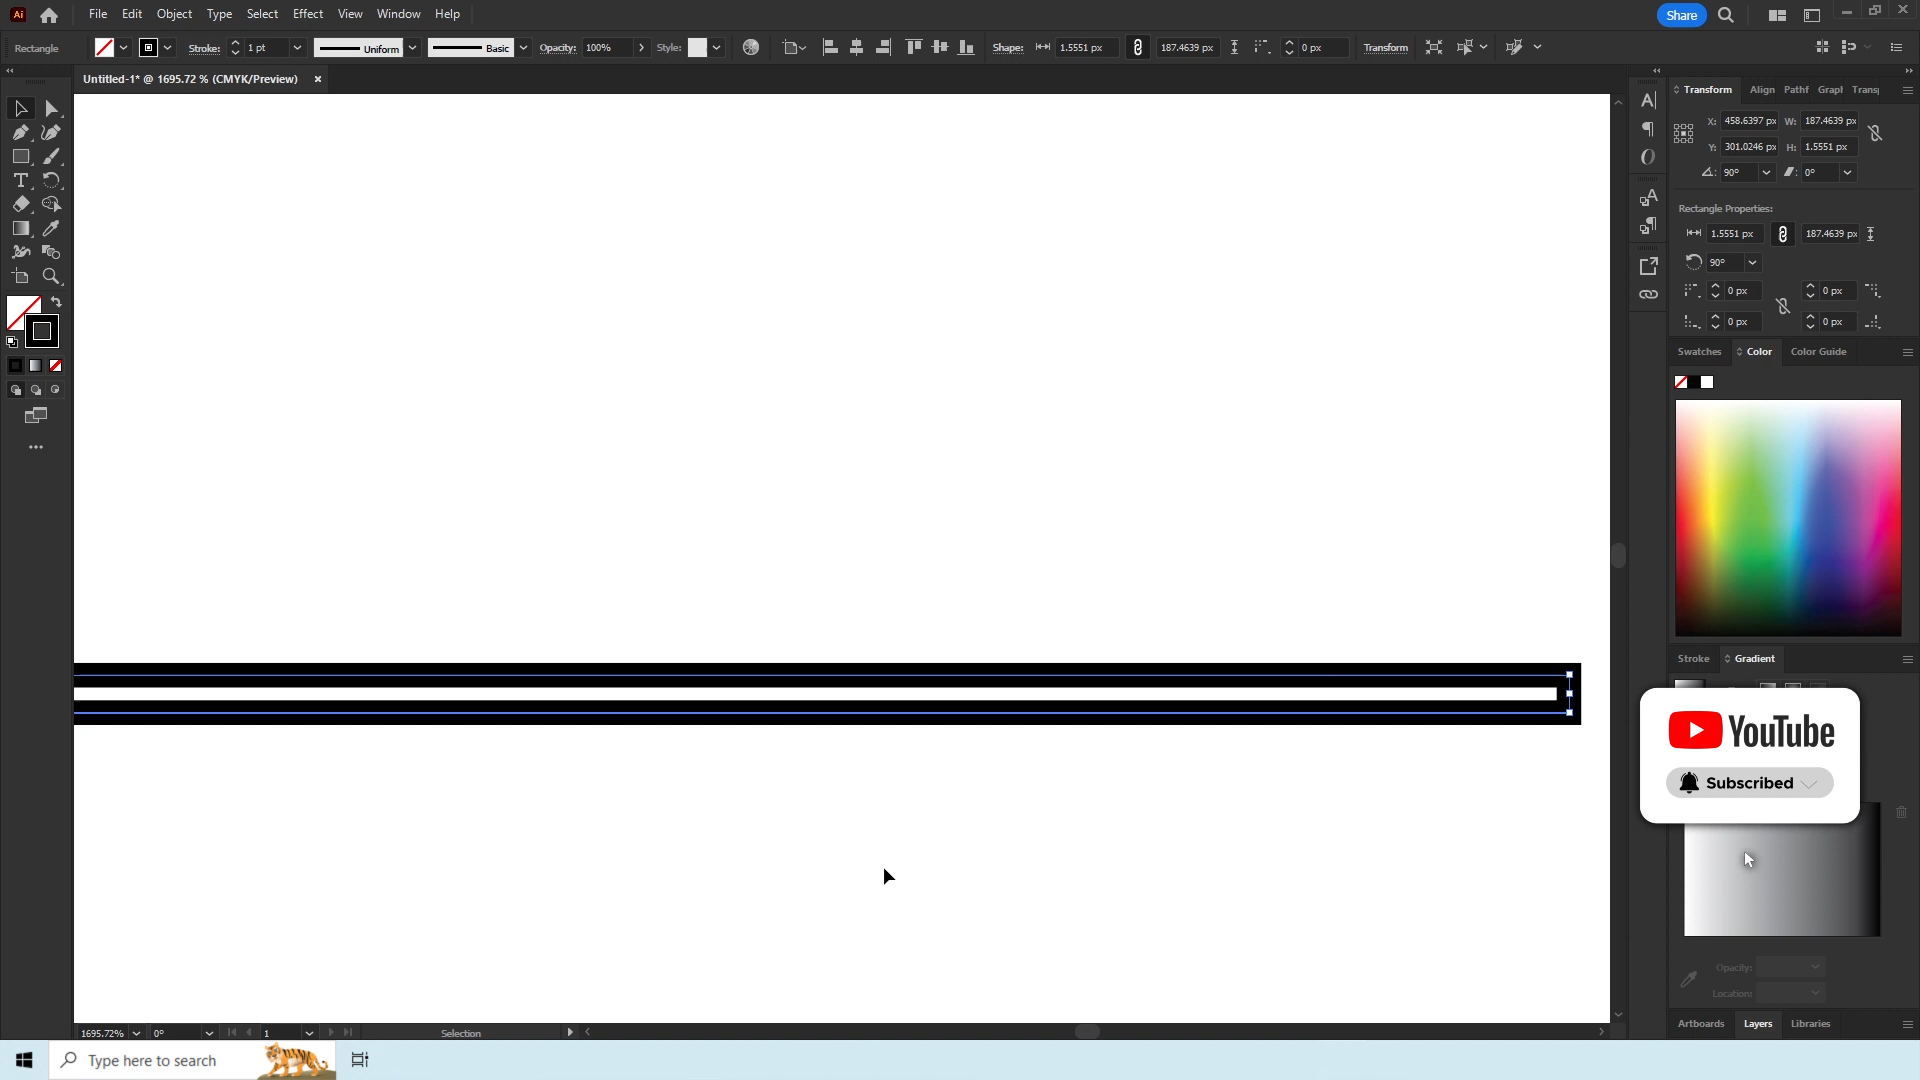 Ai File Edit Object Type Select Effect View Window Help Share
Rectangle Stroke: 1 pt Uniform Basic Opacity: 100% Style: Shape: 1.5551 px 187.4639 px 0 px Transform
Untitled-1* @ 1695.72 % (CMYK/Preview) ×
Transform Align Pathf Graph Trans
X: 458.6397 px W: 187.4639 px
Y: 301.0246 px H: 1.5551 px
90° 0°
Rectangle Properties:
1.5551 px 187.4639 px
90°
0 px 0 px
0 px 0 px
Swatches Color Color Guide
Stroke Gradient
YouTube
Subscribed
Opacity:
Location:
1695.72% 0° 1 Selection
Artboards Layers Libraries
Type here to search